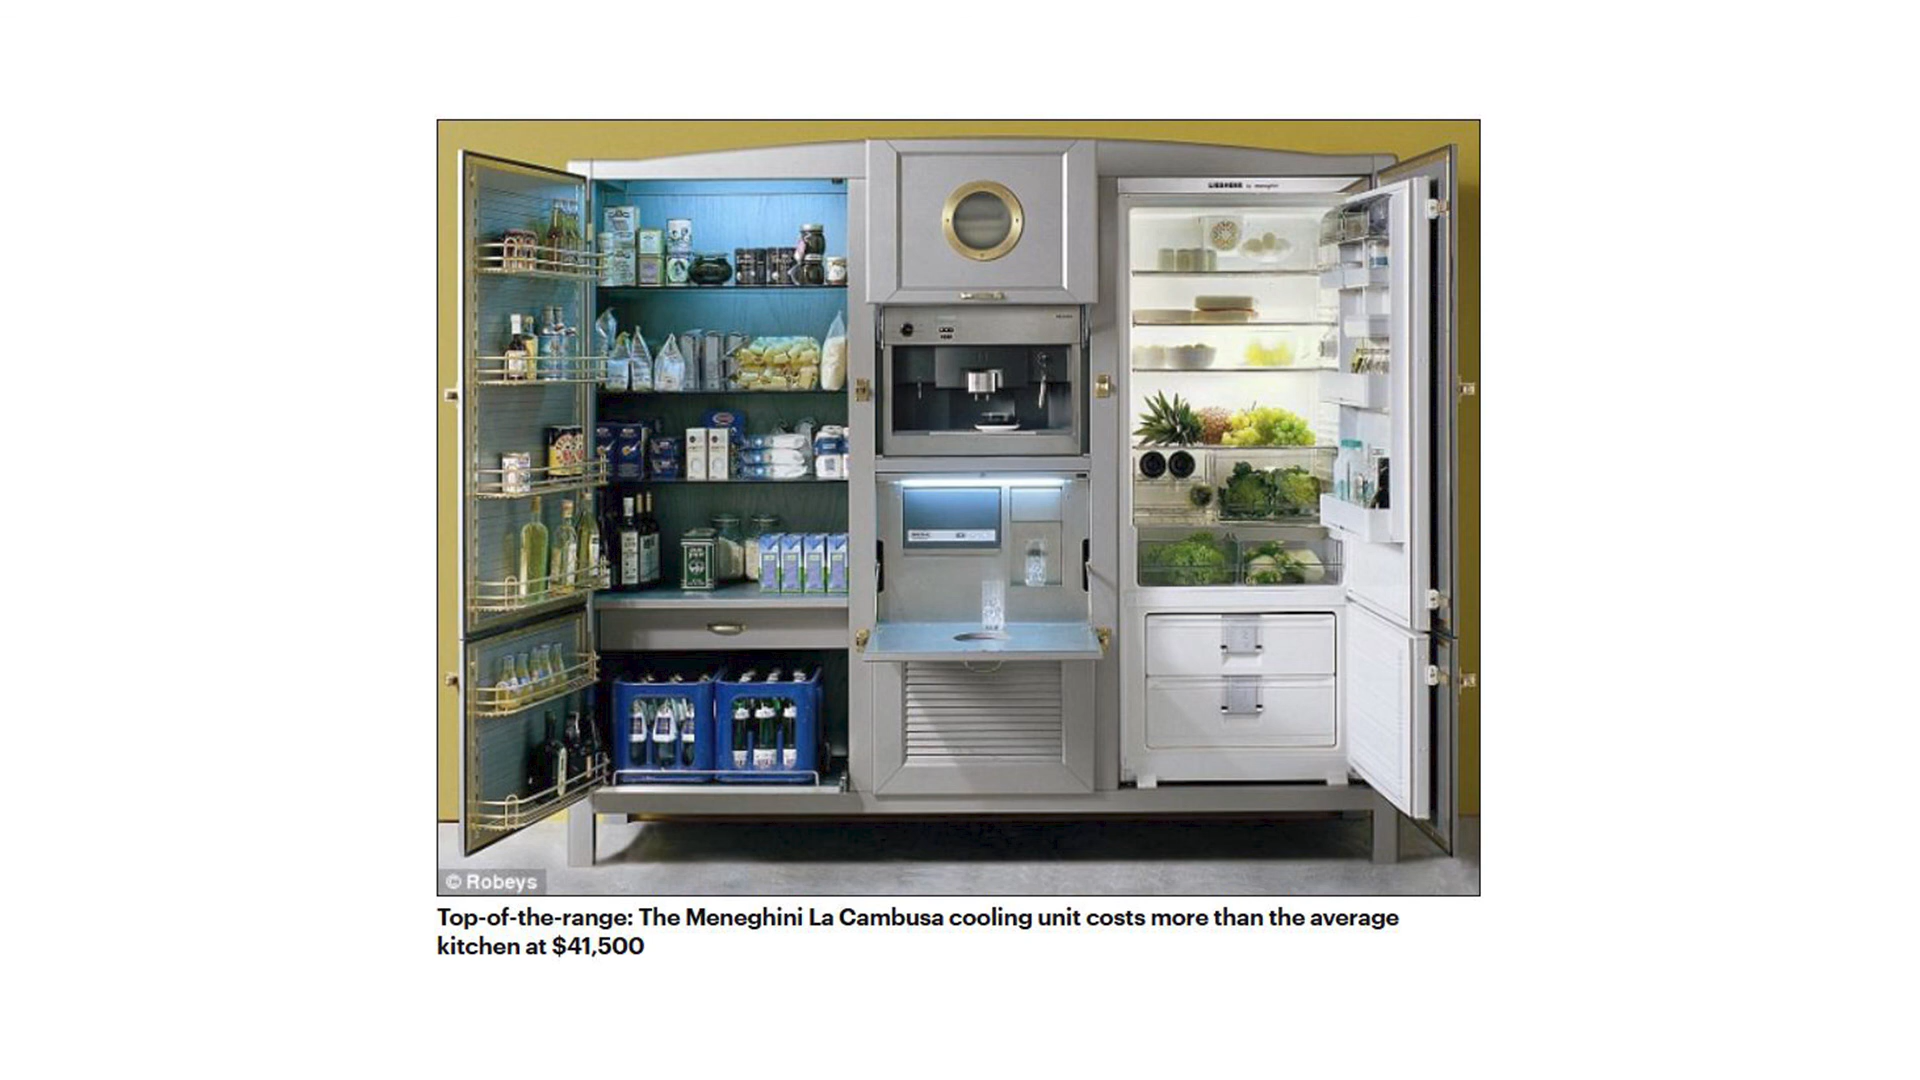 LIEBHERR
© Robeys
Top-of-the-range: The Meneghini La Cambusa cooling unit costs more than the average
kitchen at $41,500